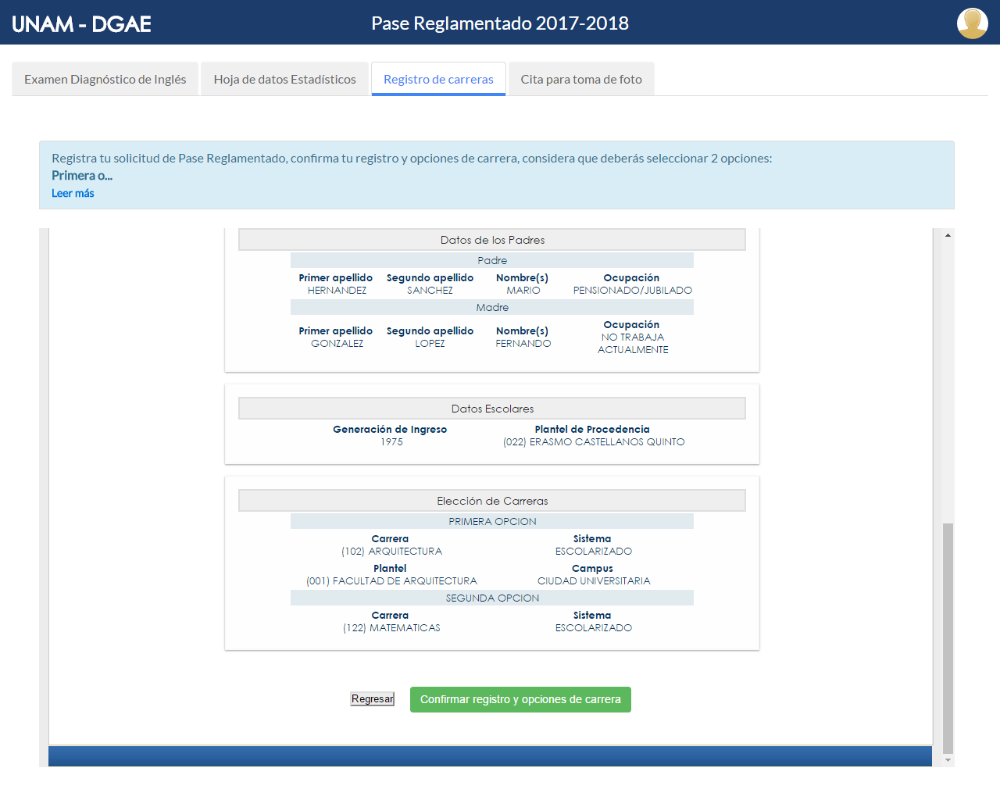 UNAM - DGAE
Pase Reglamentado 2017-2018
Examen Diagnóstico de Inglés
Hoja de datos Estadísticos
Registro de carreras
Cita para toma de foto
Registra tu solicitud de Pase Reglamentado, confirma tu registro y opciones de carrera, considera que deberás seleccionar 2 opciones:
Primera o...
Leer más
Datos de los Padres
Padre
Primer apellido Segundo apellido Nombre(s) Ocupación
HERNANDEZ SANCHEZ MARIO PENSIONADO/JUBILADO
Madre
Primer apellido Segundo apellido Nombre(s) Ocupación
GONZALEZ LOPEZ FERNANDO NO TRABAJA
ACTUALMENTE
Datos Escolares
Generación de Ingreso Plantel de Procedencia
1975 (022) ERASMO CASTELLANOS QUINTO
Elección de Carreras
PRIMERA OPCION
Carrera Sistema
(102) ARQUITECTURA ESCOLARIZADO
Plantel Campus
(001) FACULTAD DE ARQUITECTURA CIUDAD UNIVERSITARIA
SEGUNDA OPCION
Carrera Sistema
(122) MATEMATICAS ESCOLARIZADO
Regresar
Confirmar registro y opciones de carrera